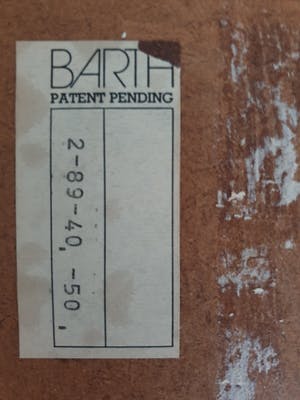 BARTH
PATENT PENDING
2-89-40, -50,